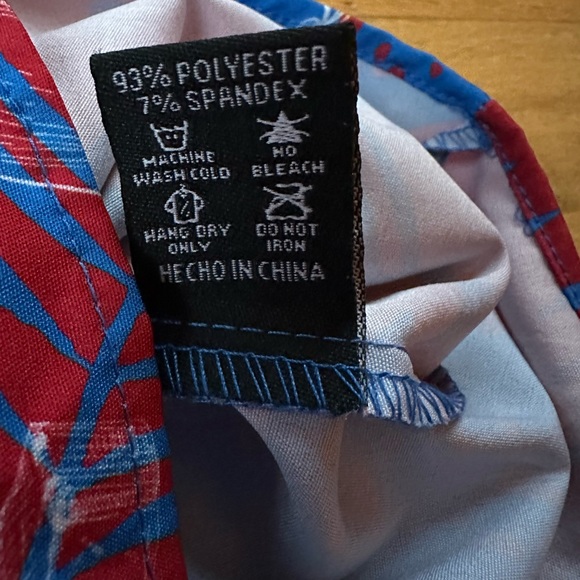 93% POLYESTER
7% SPANDEX
MACHINE
WASH COLD
NO
BLEACH
HANG DRY
ONLY
DO NOT
IRON
HECHO IN CHINA